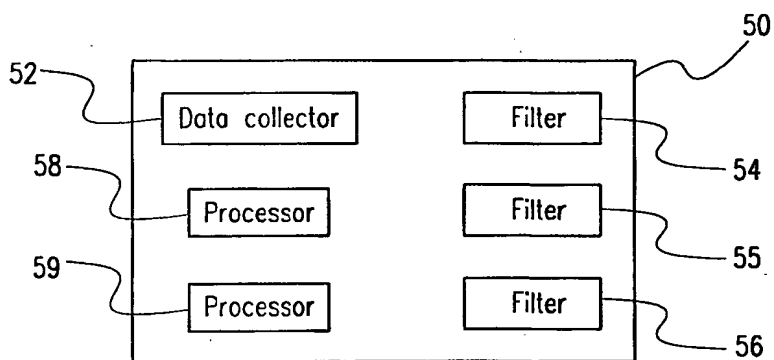 50
52
Data collector
Filter
54
58
Processor
Filter
55
59
Processor
Filter
56